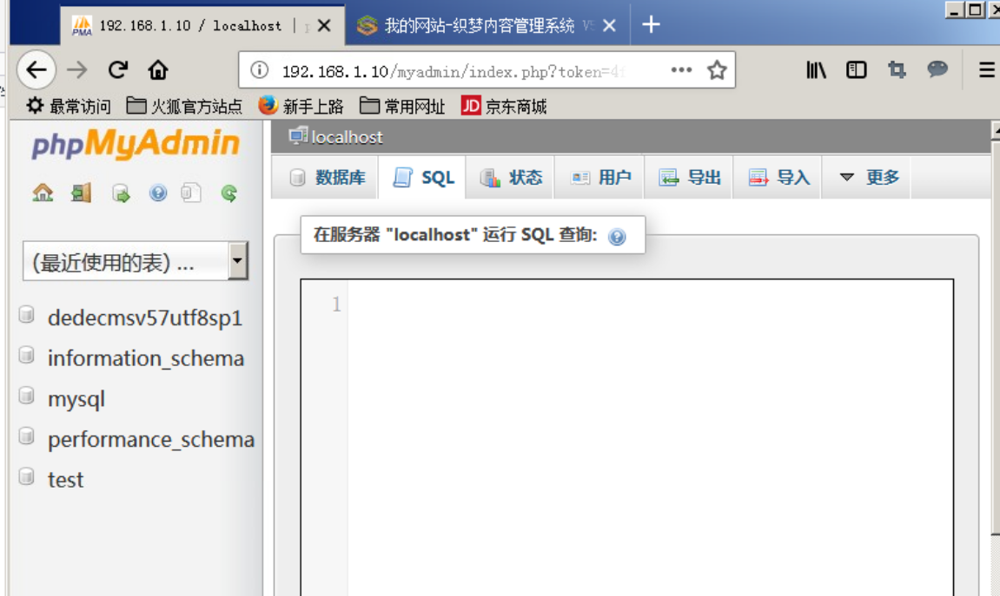 192.168.1.10 / localhost |
我的网站-织梦内容管理系统 V5
192.168.1.10/myadmin/index.php?token=4
最常访问 火狐官方站点 新手上路 常用网址 JD 京东商城
phpMyAdmin
localhost
数据库 SQL 状态 用户 导出 导入 更多
在服务器 "localhost" 运行 SQL 查询:
(最近使用的表) ...
1
dedecmsv57utf8sp1
information_schema
mysql
performance_schema
test